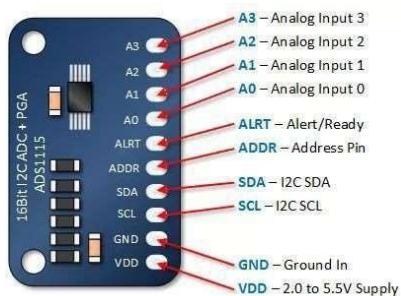 A3 A3 – Analog Input 3
A2 A2 – Analog Input 2
A1 A1 – Analog Input 1
A0 A0 – Analog Input 0
ALRT ALRT – Alert/Ready
ADDR ADDR – Address Pin
SDA SDA – I2C SDA
SCL SCL – I2C SCL
GND GND – Ground In
VDD VDD – 2.0 to 5.5V Supply
16Bit I2C ADC + PGA
ADS1115